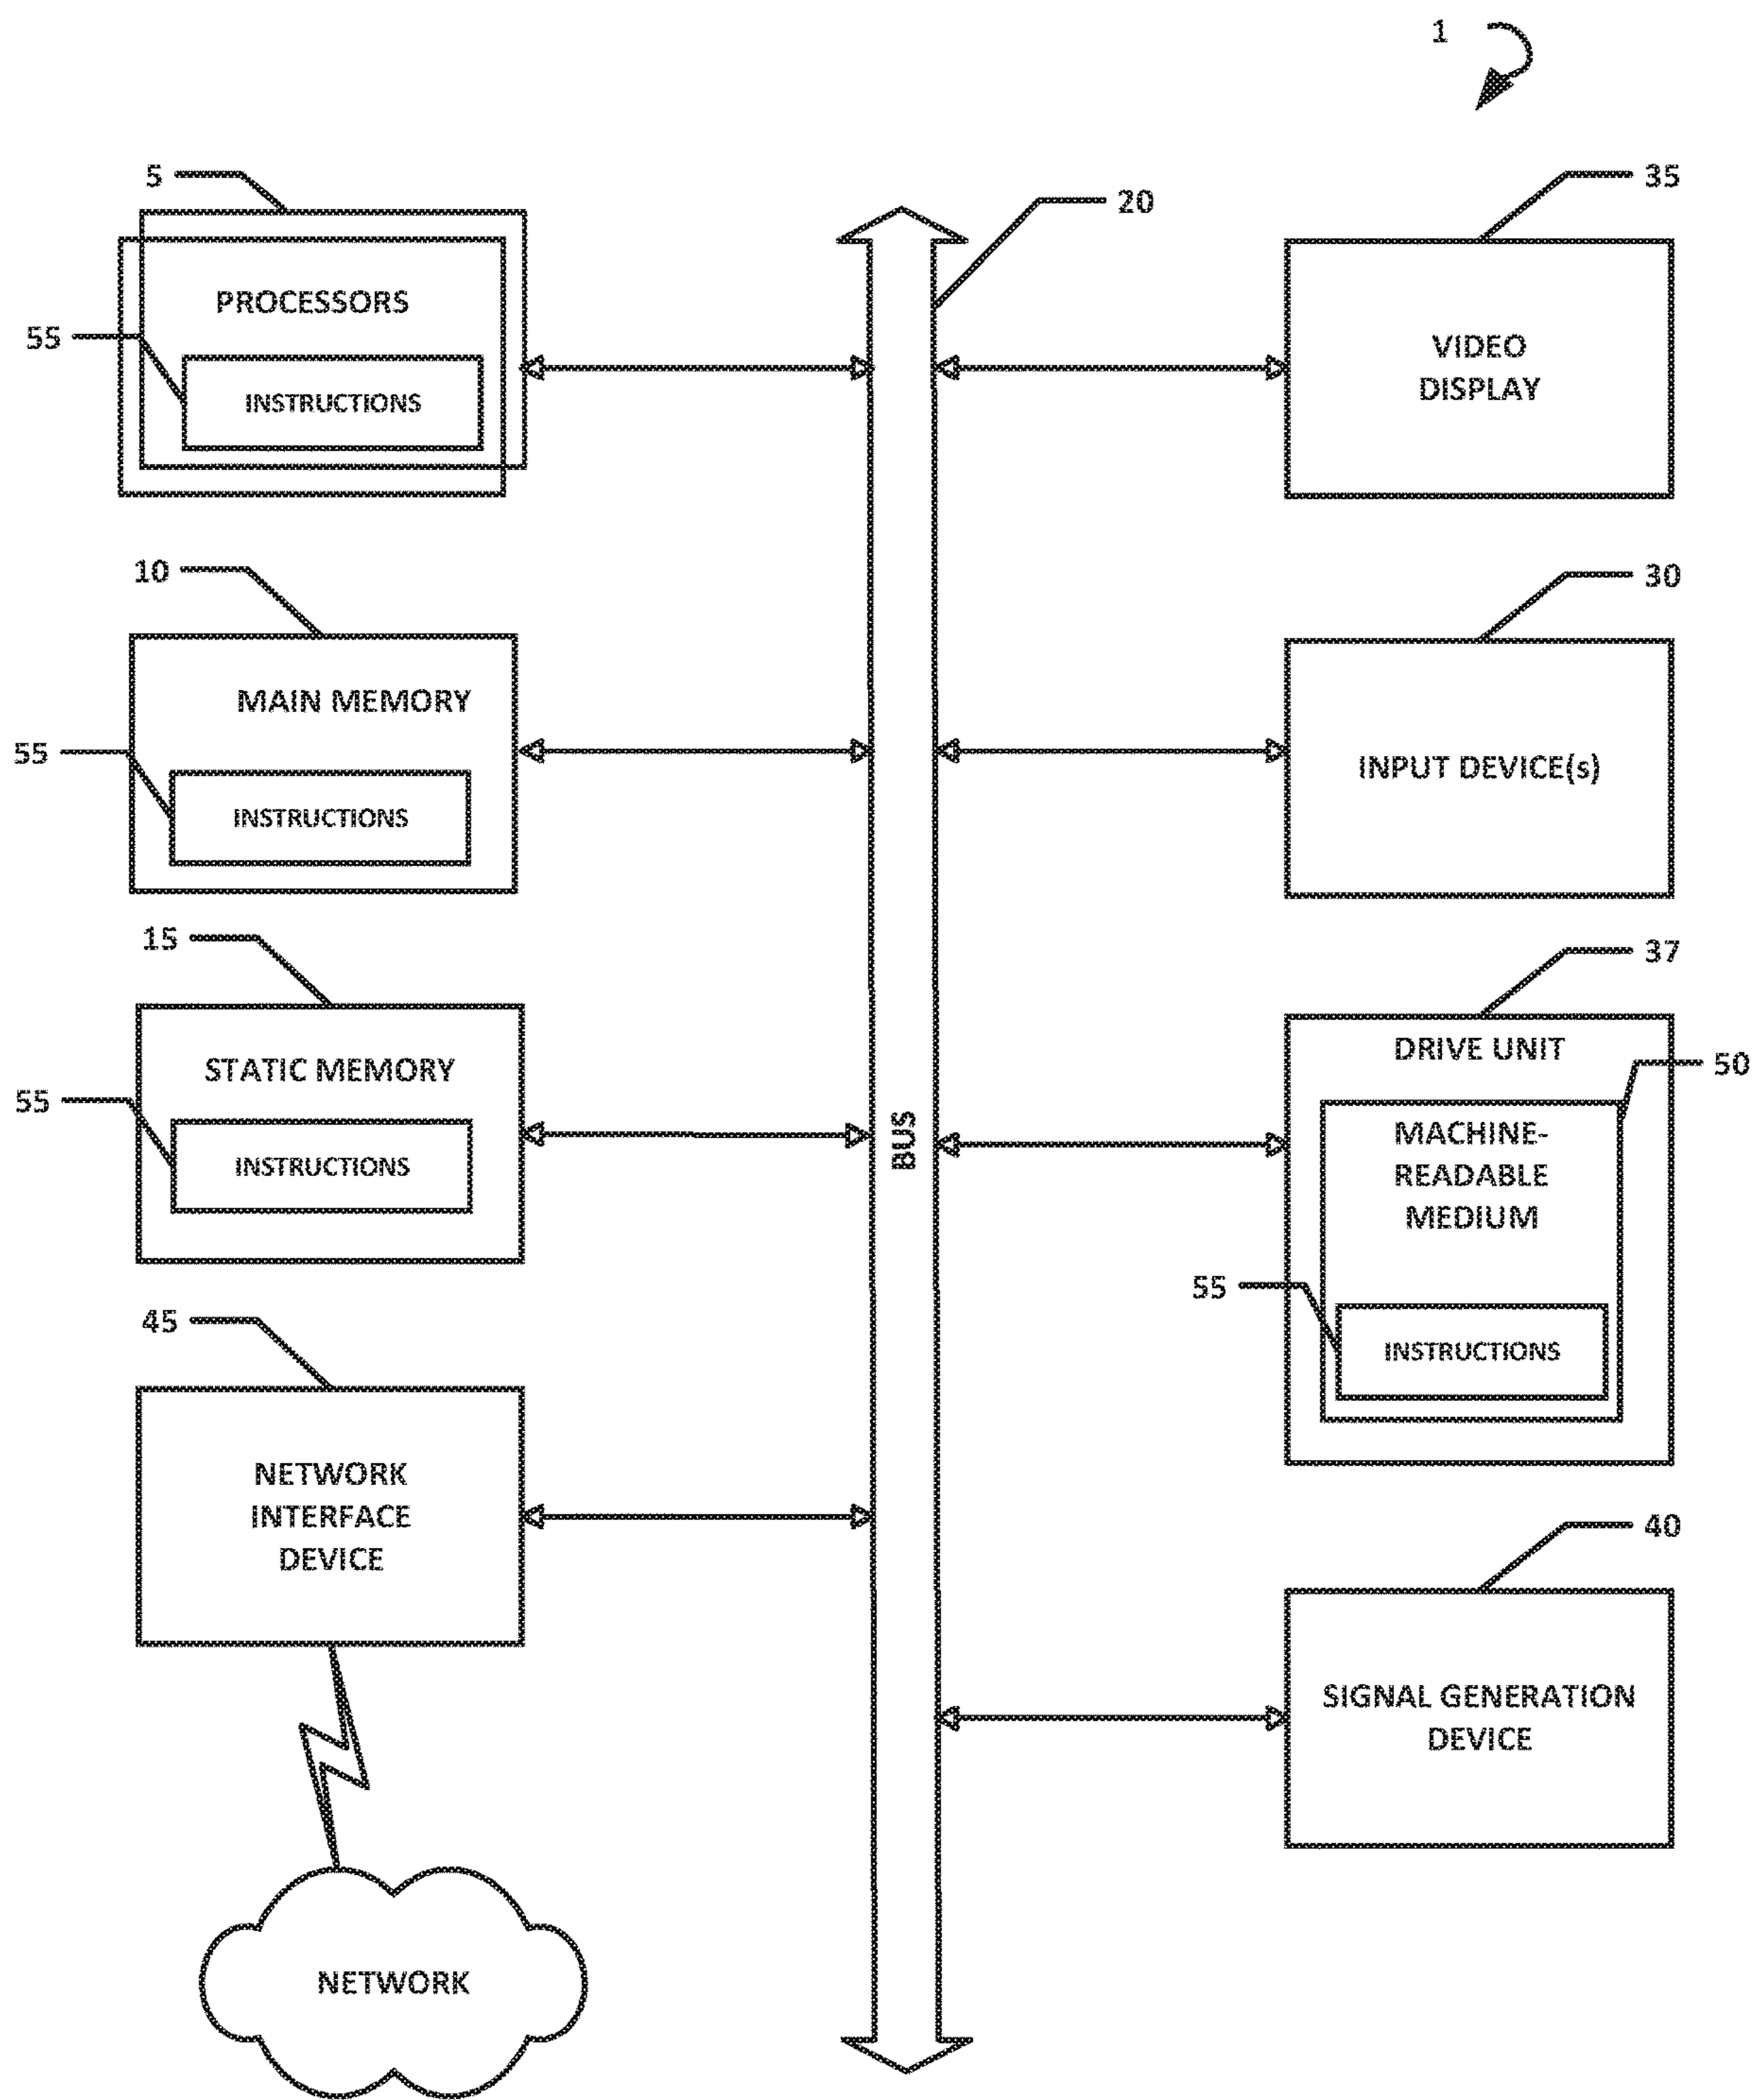 1
5
PROCESSORS
55
INSTRUCTIONS
10
MAIN MEMORY
55
INSTRUCTIONS
15
STATIC MEMORY
55
INSTRUCTIONS
45
NETWORK
INTERFACE
DEVICE
NETWORK
20
BUS
35
VIDEO
DISPLAY
30
INPUT DEVICE(s)
37
DRIVE UNIT
50
MACHINE-
READABLE
MEDIUM
55
INSTRUCTIONS
40
SIGNAL GENERATION
DEVICE